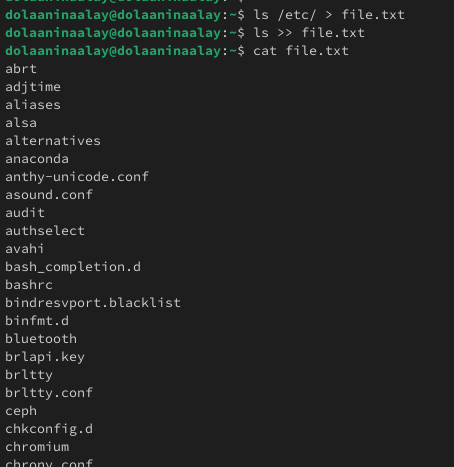 dolaaninaalay@dolaaninaalay:~$ ls /etc/ > file.txt
dolaaninaalay@dolaaninaalay:~$ ls >> file.txt
dolaaninaalay@dolaaninaalay:~$ cat file.txt
abrt
adjtime
aliases
alsa
alternatives
anaconda
anthy-unicode.conf
asound.conf
audit
authselect
avahi
bash_completion.d
bashrc
bindresvport.blacklist
binfmt.d
bluetooth
brlapi.key
brltty
brltty.conf
ceph
chkconfig.d
chromium
chrony.conf